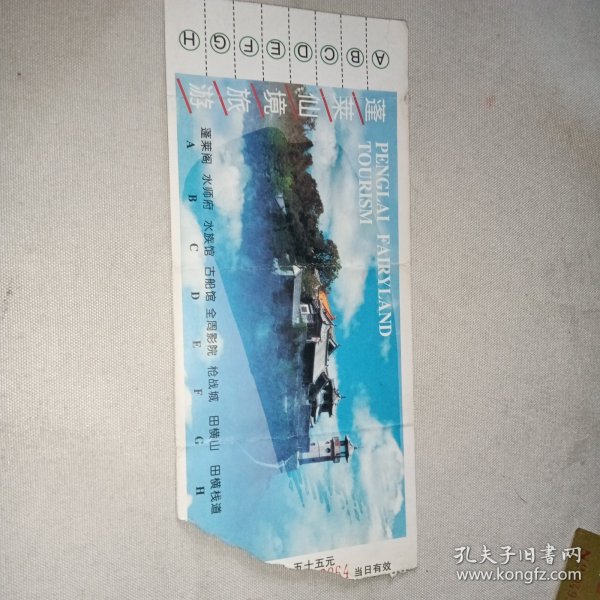 A B C D E F G H
蓬莱仙境旅游
PENGLAI FAIRYLAND
TOURISM
蓬莱阁 水师府 水族馆 古船馆 全周影院 枪战城 田横山 田横栈道
A B C D E F G H
五十五元
当日有效
孔夫子旧书网
www.kongfz.com